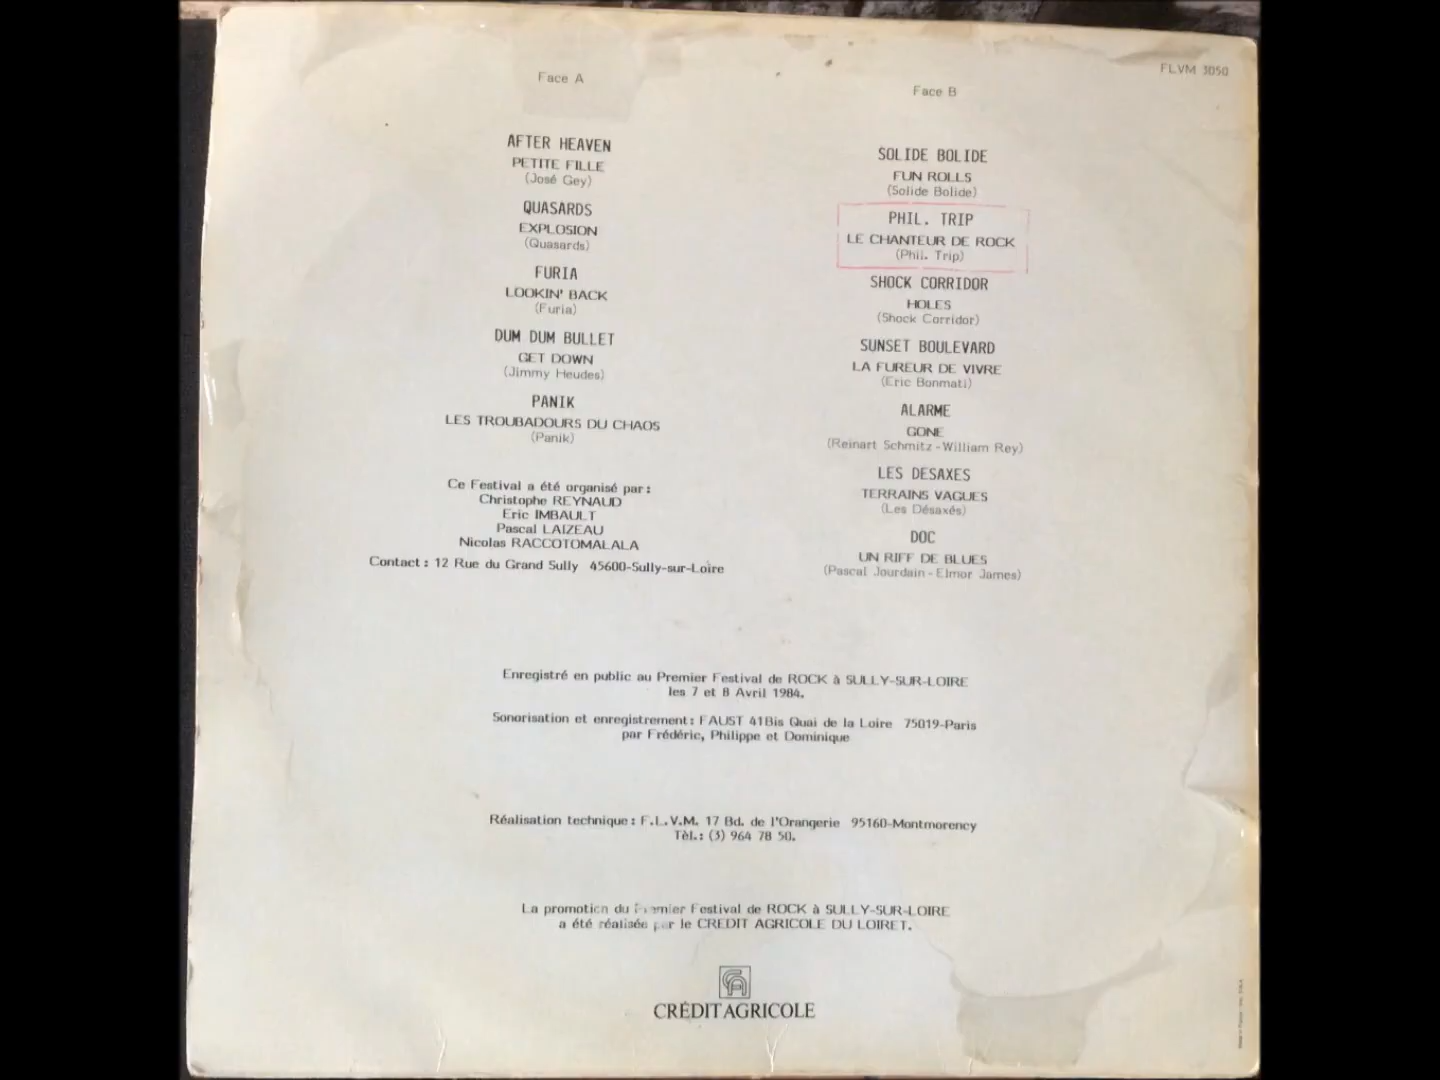 FLVM 3050
Face A
AFTER HEAVEN
PETITE FILLE
(José Gey)
QUASARDS
EXPLOSION
(Quasards)
FURIA
LOOKIN' BACK
(Furia)
DUM DUM BULLET
GET DOWN
(Jimmy Heudes)
PANIK
LES TROUBADOURS DU CHAOS
(Panik)
Ce Festival a été organisé par :
Christophe REYNAUD
Eric IMBAULT
Pascal LAIZEAU
Nicolas RACCOTOMALALA
Contact : 12 Rue du Grand Sully 45600-Sully-sur-Loire
Face B
SOLIDE BOLIDE
FUN ROLLS
(Solide Bolide)
PHIL. TRIP
LE CHANTEUR DE ROCK
(Phil. Trip)
SHOCK CORRIDOR
HOLES
(Shock Corridor)
SUNSET BOULEVARD
LA FUREUR DE VIVRE
(Eric Bonmati)
ALARME
GONE
(Reinart Schmitz - William Rey)
LES DESAXES
TERRAINS VAGUES
(Les Désaxés)
DOC
UN RIFF DE BLUES
(Pascal Jourdain - Elmor James)
Enregistré en public au Premier Festival de ROCK à SULLY-SUR-LOIRE
les 7 et 8 Avril 1984.
Sonorisation et enregistrement : FAUST 41Bis Quai de la Loire 75019-Paris
par Frédéric, Philippe et Dominique
Réalisation technique : F.L.V.M. 17 Bd. de l'Orangerie 95160-Montmorency
Tèl.: (3) 964 78 50.
La promotion du Premier Festival de ROCK à SULLY-SUR-LOIRE
a été réalisée par le CREDIT AGRICOLE DU LOIRET.
CA
CRÉDIT AGRICOLE